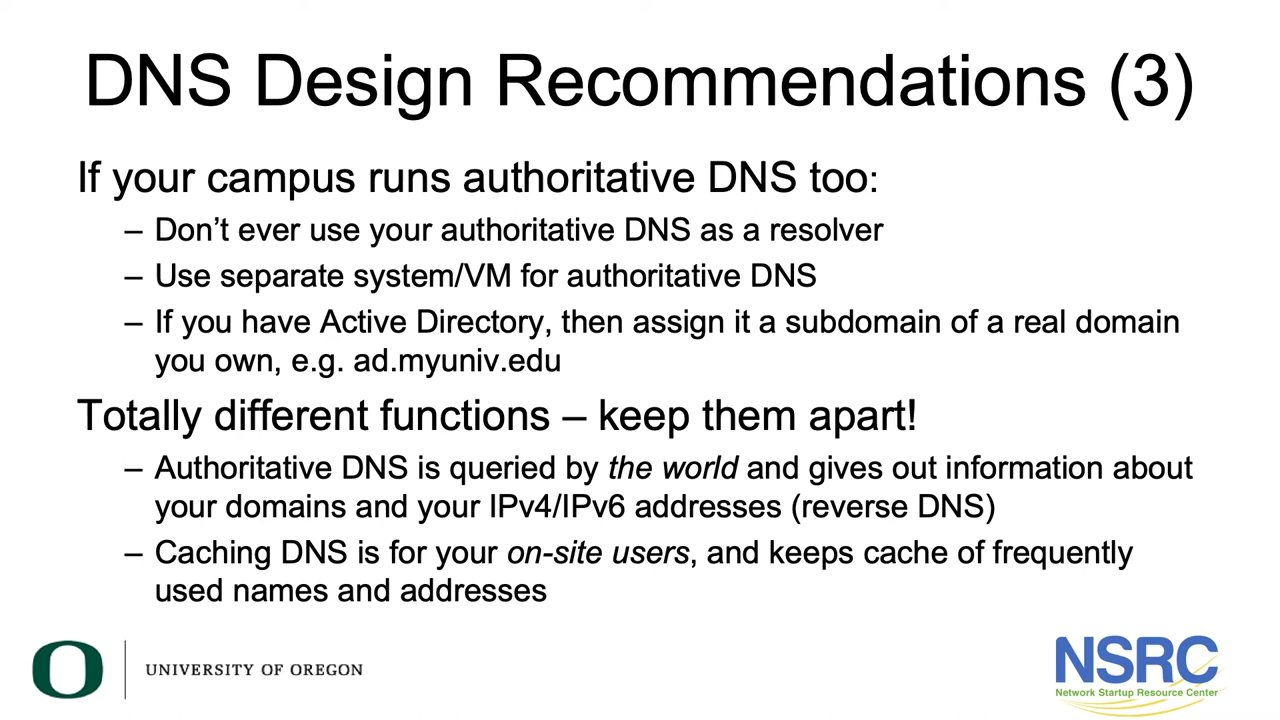 DNS Design Recommendations (3)
If your campus runs authoritative DNS too:
– Don’t ever use your authoritative DNS as a resolver
– Use separate system/VM for authoritative DNS
– If you have Active Directory, then assign it a subdomain of a real domain
you own, e.g. ad.myuniv.edu
Totally different functions – keep them apart!
– Authoritative DNS is queried by the world and gives out information about
your domains and your IPv4/IPv6 addresses (reverse DNS)
– Caching DNS is for your on-site users, and keeps cache of frequently
used names and addresses
O
UNIVERSITY OF OREGON
NSRC
Network Startup Resource Center